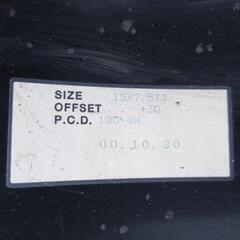 SIZE 15X7.5JJ
OFFSET +30
P.C.D. 100-4H
00.10.20